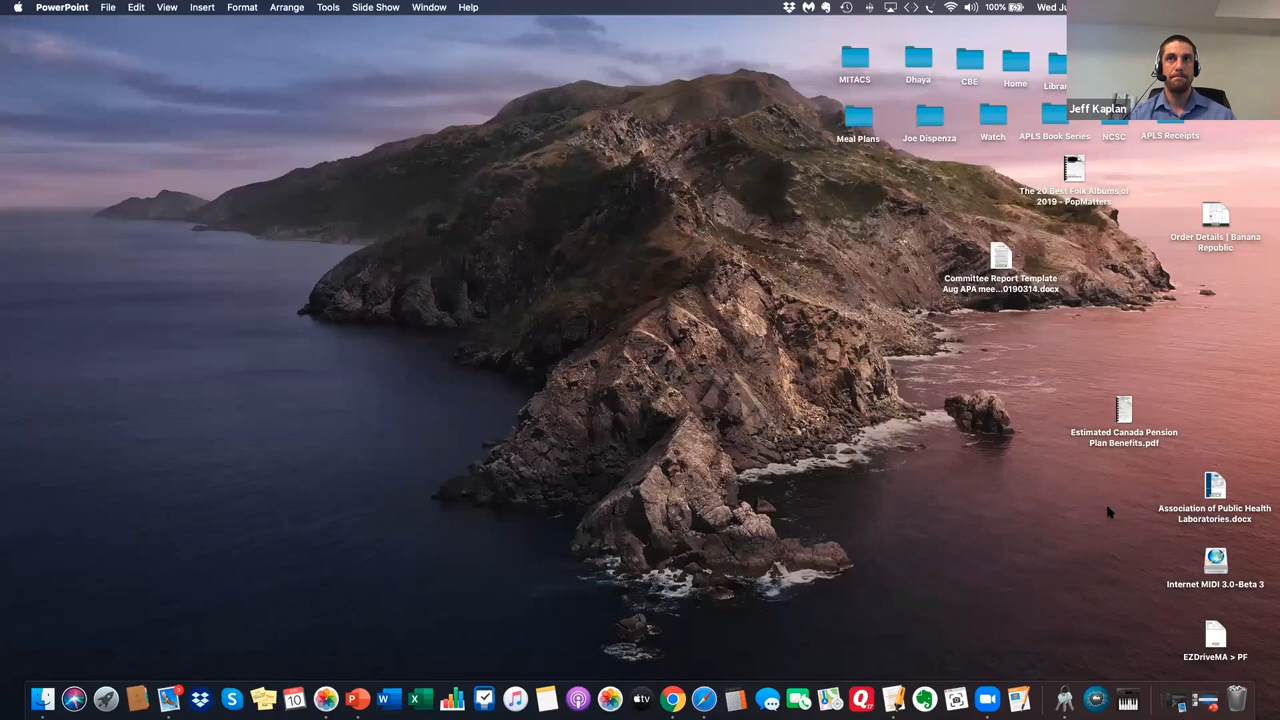 PowerPoint File Edit View Insert Format Arrange Tools Slide Show Window Help
100%
Wed
Jeff Kaplan
MITACS
Dhaya
CBE
Home
Meal Plans
Joe Dispenza
Watch
APLS Book Series
NCSC
APLS Receipts
The 20 Best Folk Albums of
2019 - PopMatters
Order Details | Banana
Republic
Committee Report Template
Aug APA mee...0190314.docx
Estimated Canada Pension
Plan Benefits.pdf
Association of Public Health
Laboratories.docx
Internet MIDI 3.0-Beta 3
EZDriveMA > PF